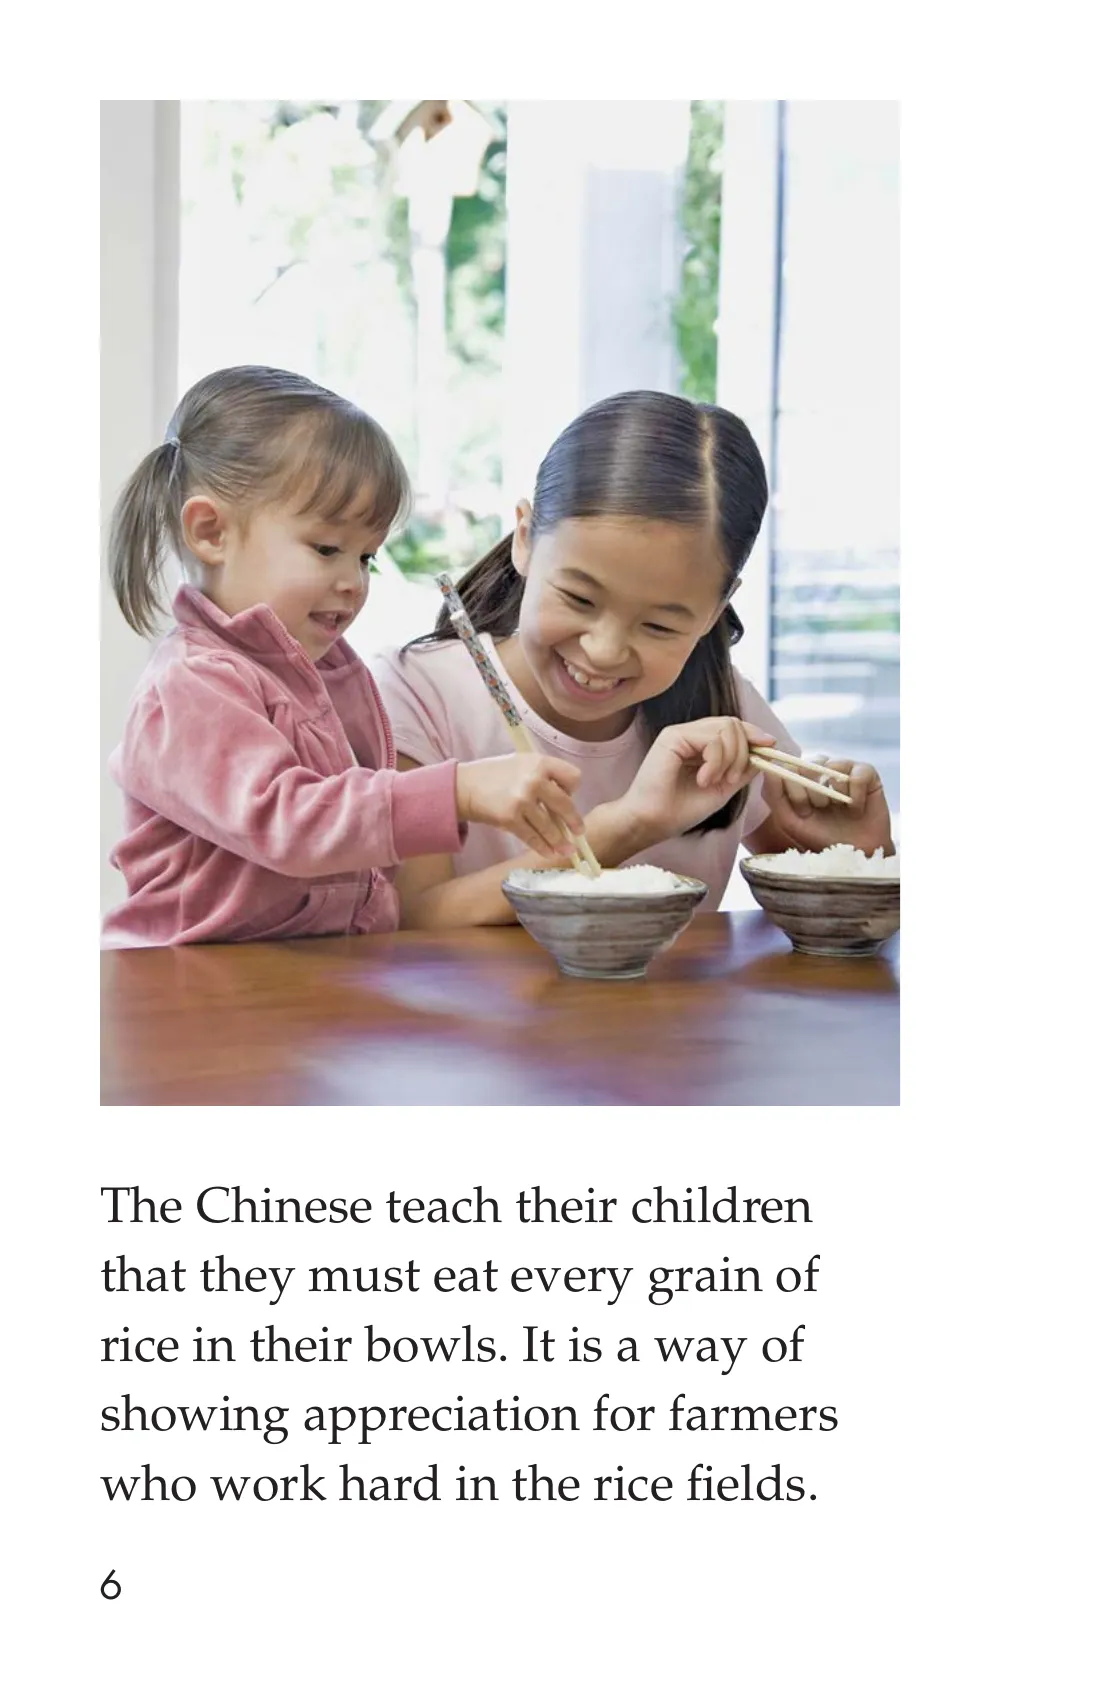 The Chinese teach their children
that they must eat every grain of
rice in their bowls. It is a way of
showing appreciation for farmers
who work hard in the rice fields.
6